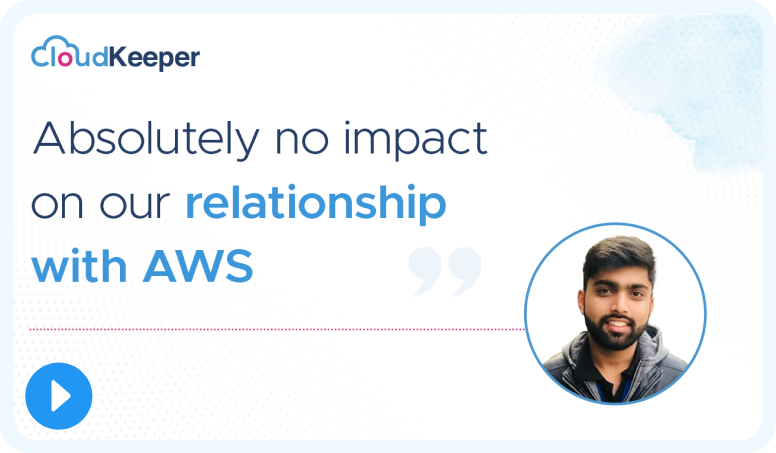 CloudKeeper
Absolutely no impact
on our relationship
with AWS
”